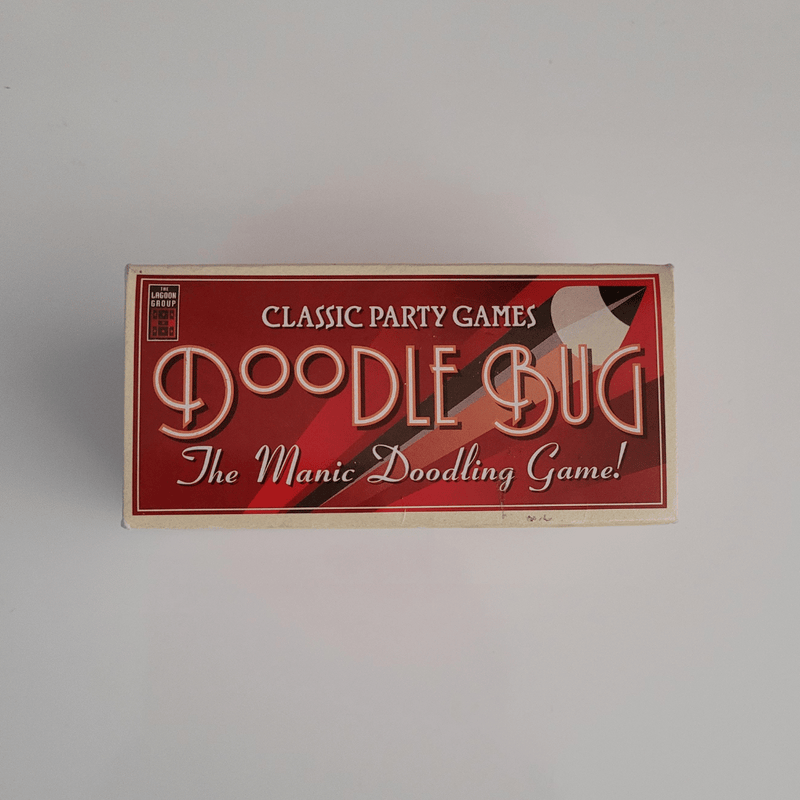 THE
LAGOON
GROUP
CLASSIC PARTY GAMES
DOODLE BUG
The Manic Doodling Game!